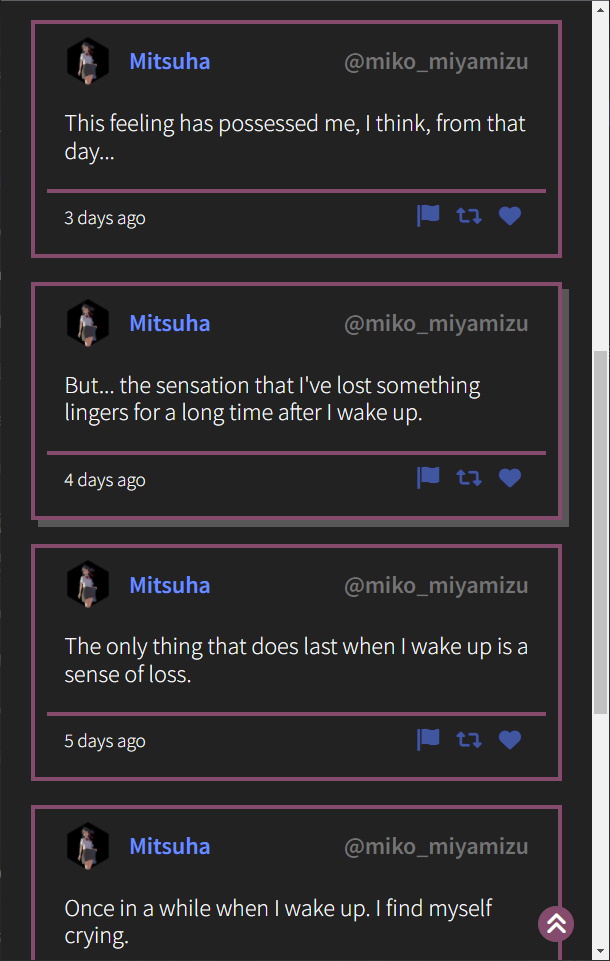 Mitsuha @miko_miyamizu
This feeling has possessed me, I think, from that
day...
3 days ago
Mitsuha @miko_miyamizu
But... the sensation that I've lost something
lingers for a long time after I wake up.
4 days ago
Mitsuha @miko_miyamizu
The only thing that does last when I wake up is a
sense of loss.
5 days ago
Mitsuha @miko_miyamizu
Once in a while when I wake up. I find myself
crying.